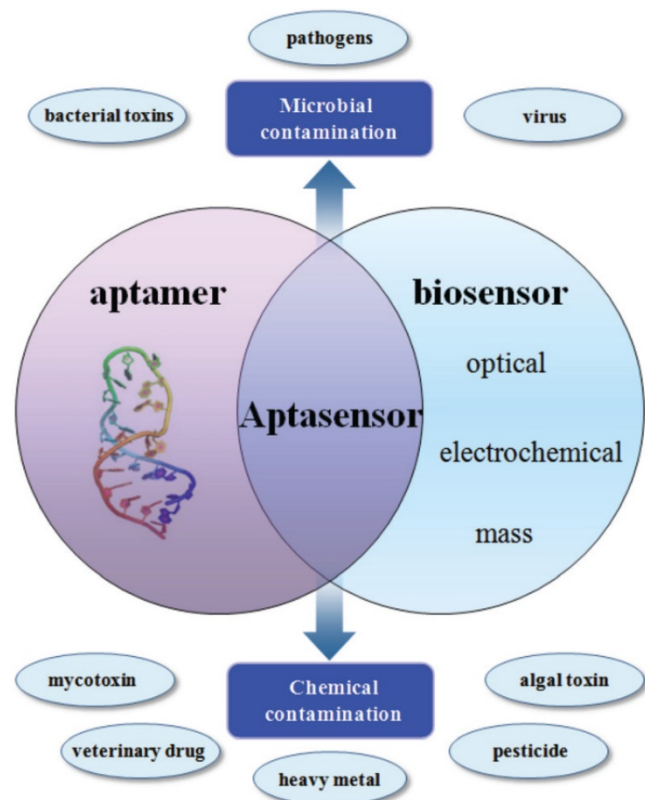 pathogens
bacterial toxins
Microbial
contamination
virus
aptamer
biosensor
optical
Aptasensor
electrochemical
mass
mycotoxin
Chemical
contamination
algal toxin
veterinary drug
heavy metal
pesticide